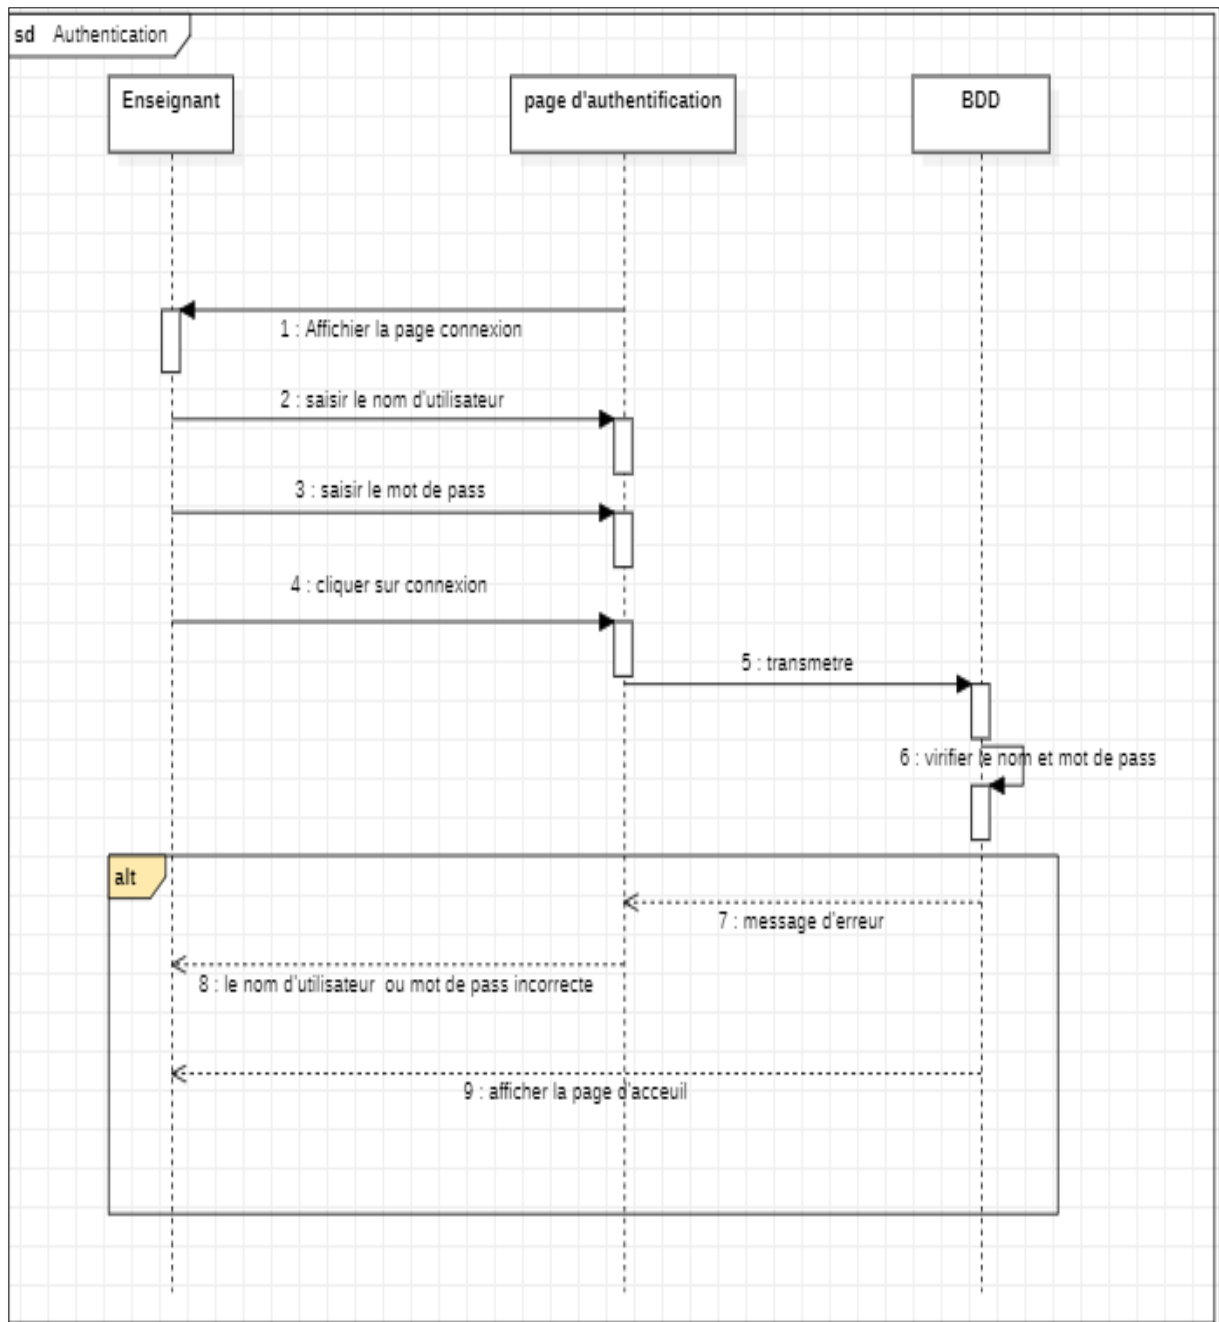 sd Authentication
Enseignant
page d'authentification
BDD
1 : Affichier la page connexion
2 : saisir le nom d'utilisateur
3 : saisir le mot de pass
4 : cliquer sur connexion
5 : transmetre
6 : virifier le nom et mot de pass
alt
7 : message d'erreur
8 : le nom d'utilisateur ou mot de pass incorrecte
9 : afficher la page d'acceuil